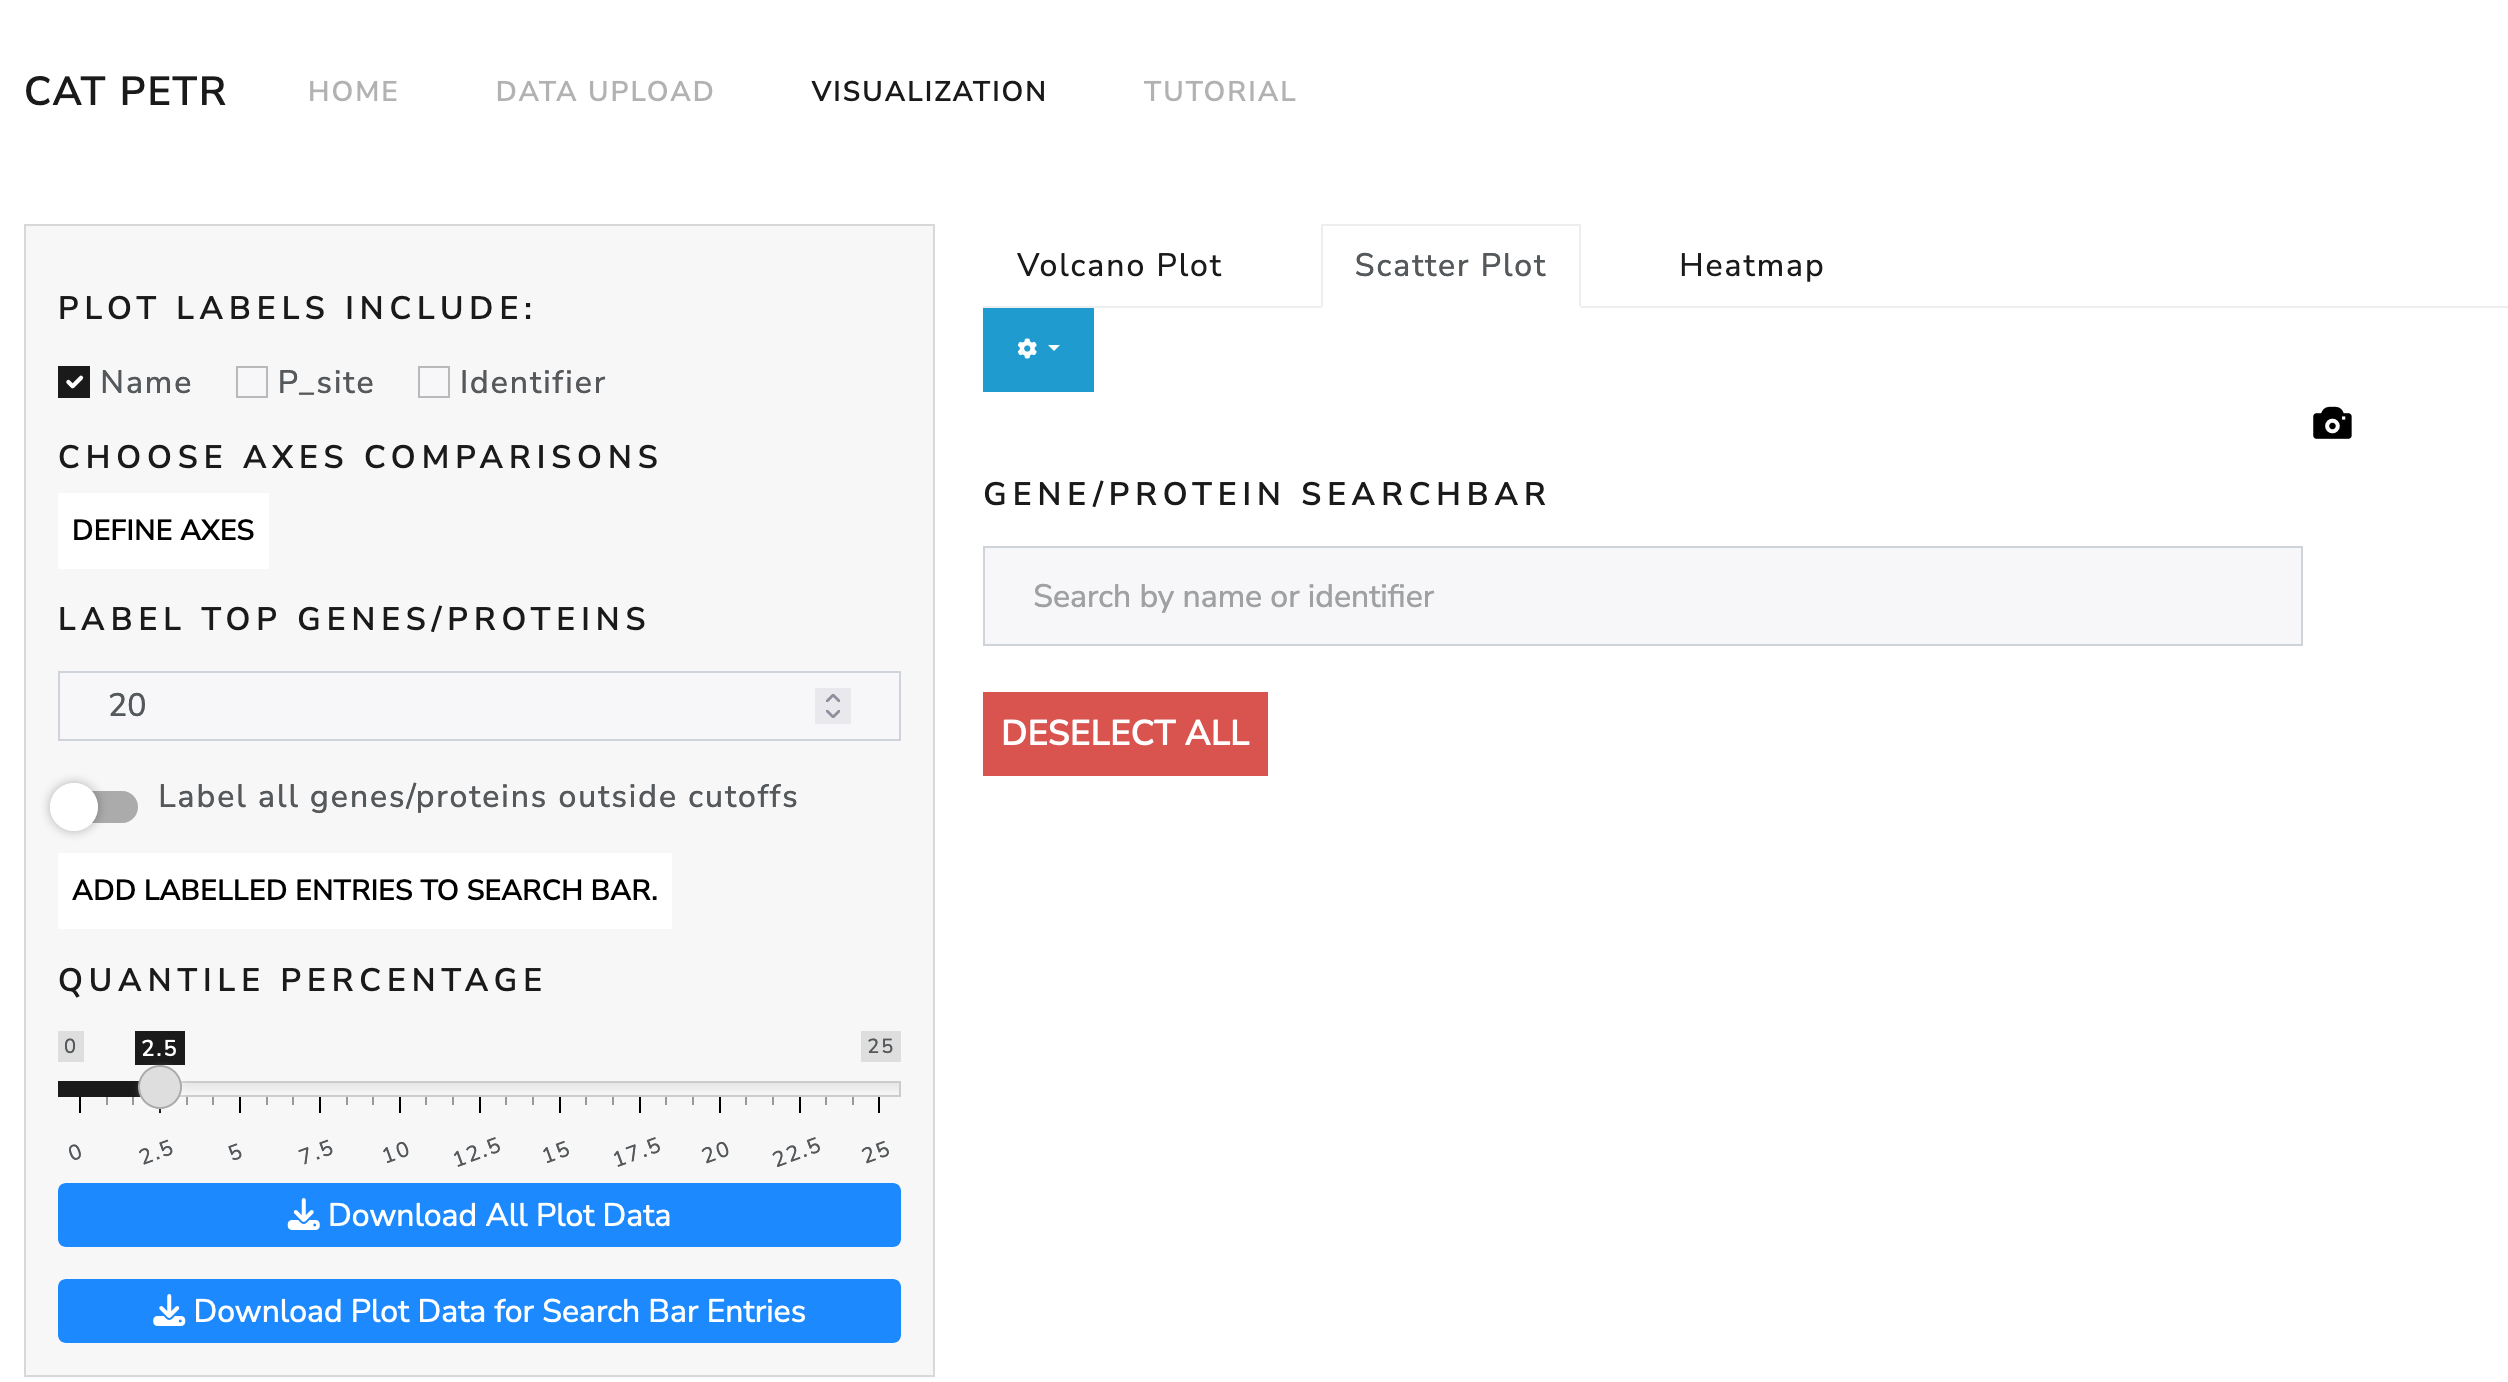 CAT PETR
HOME
DATA UPLOAD
VISUALIZATION
TUTORIAL
PLOT LABELS INCLUDE:
Name
P_site
Identifier
CHOOSE AXES COMPARISONS
DEFINE AXES
LABEL TOP GENES/PROTEINS
20
Label all genes/proteins outside cutoffs
ADD LABELLED ENTRIES TO SEARCH BAR.
QUANTILE PERCENTAGE
0
2.5
25
0 2.5 5 7.5 10 12.5 15 17.5 20 22.5 25
Download All Plot Data
Download Plot Data for Search Bar Entries
Volcano Plot
Scatter Plot
Heatmap
GENE/PROTEIN SEARCHBAR
Search by name or identifier
DESELECT ALL